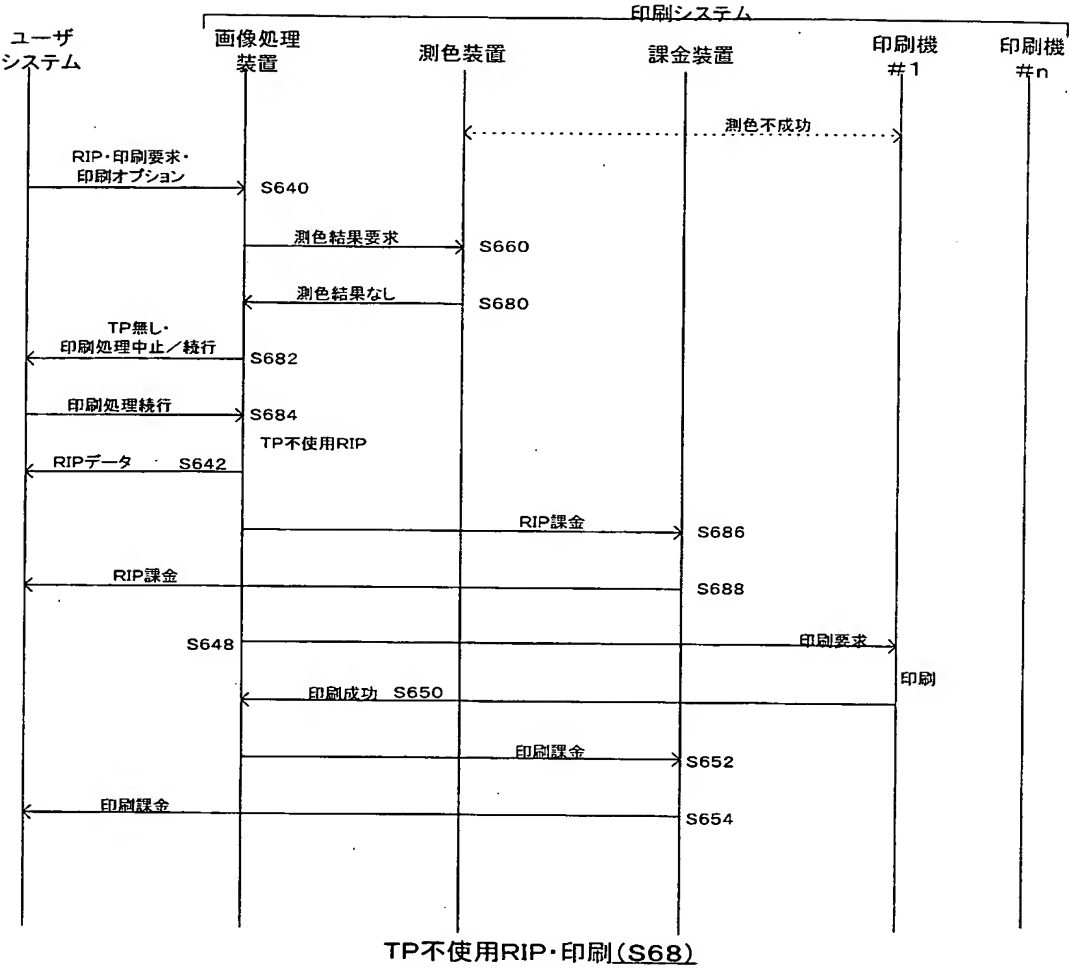 印刷システム
ユーザ
システム
画像処理
装置
測色装置
課金装置
印刷機
#1
印刷機
#n
測色不成功
RIP・印刷要求・
印刷オプション
S640
測色結果要求
S660
測色結果なし
S680
TP無し・
印刷処理中止/続行
S682
印刷処理続行
S684
TP不使用RIP
RIPデータ
S642
RIP課金
S686
RIP課金
S688
S648
印刷要求
印刷
印刷成功
S650
印刷課金
S652
印刷課金
S654
TP不使用RIP・印刷(S68)